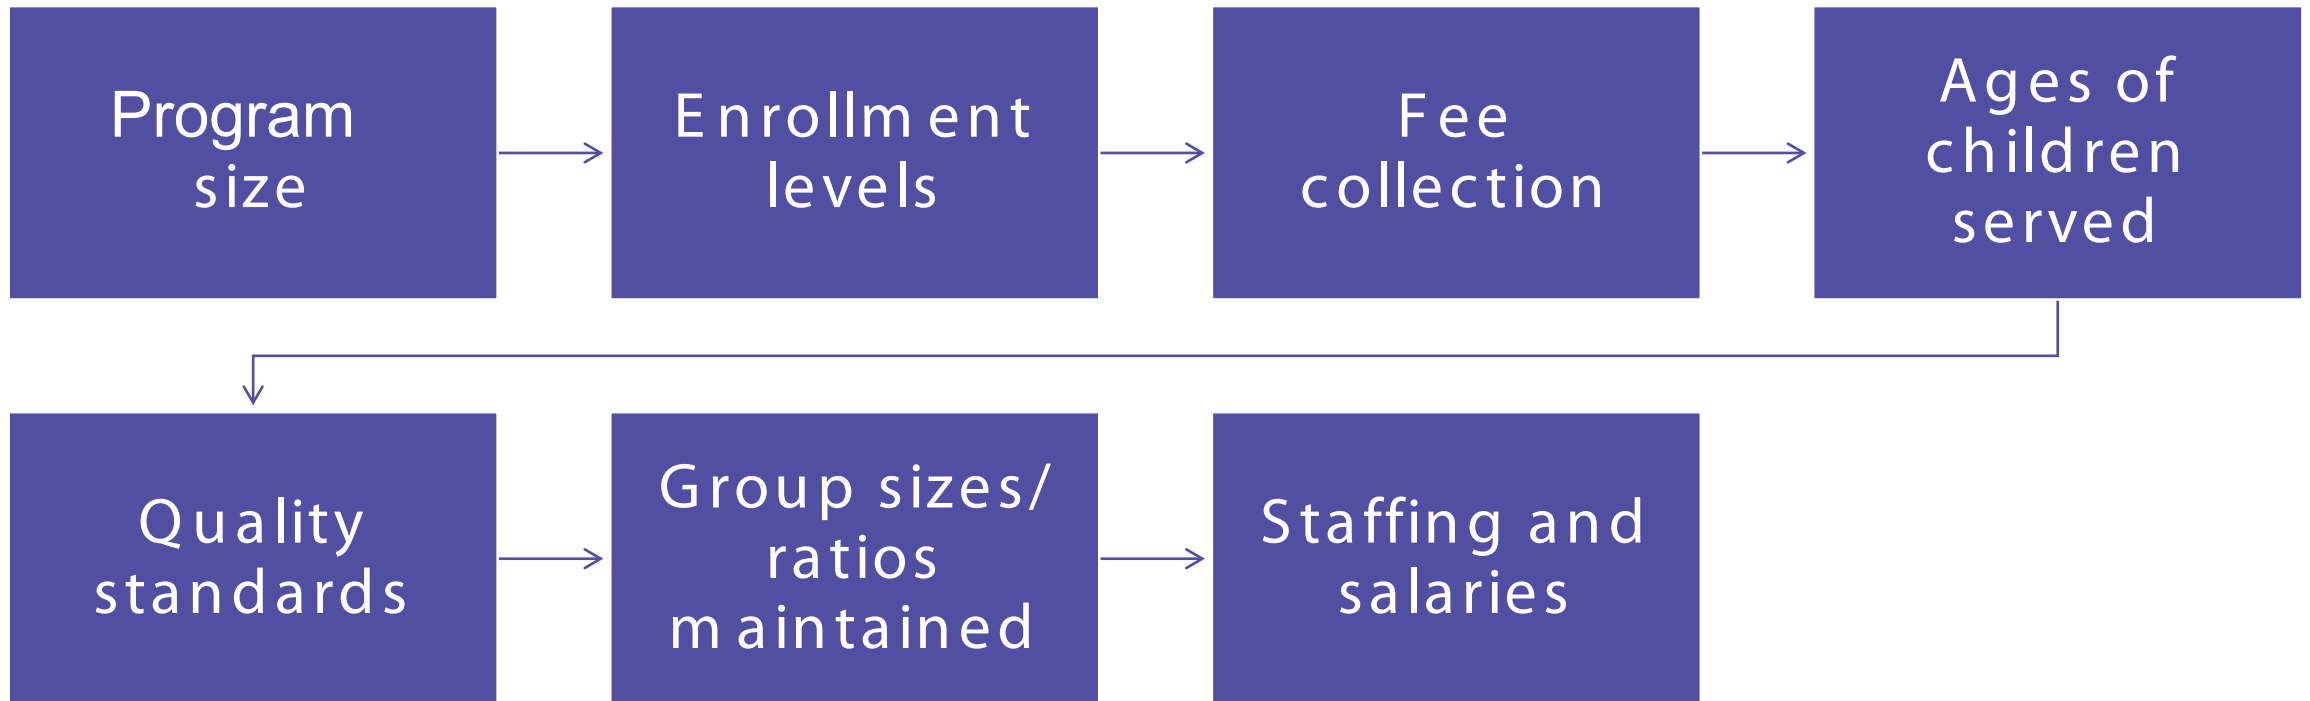 Program
size
Enrollment
levels
Fee
collection
Ages of
children
served
Quality
standards
Group sizes/
ratios
maintained
Staffing and
salaries